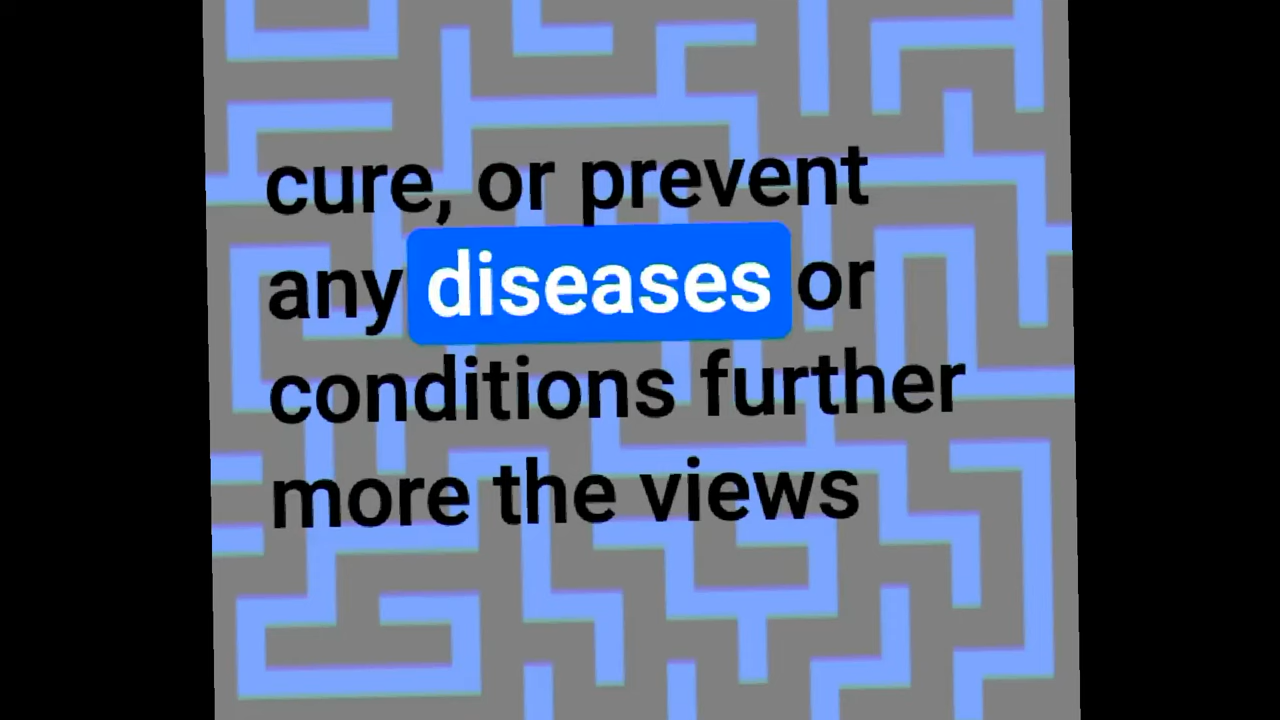 cure, or prevent
any diseases or
conditions further
more the views